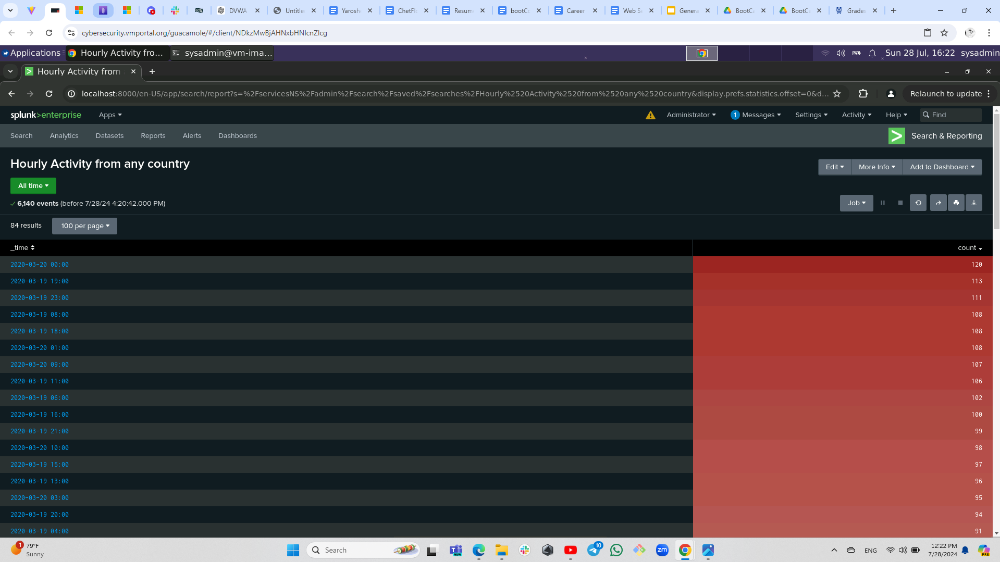 DVWA
Untitle
Yarosh
ChetFl
Resum
bootCo
Career
Web Se
Genera
BootCa
BootCa
Grades
cybersecurity.vmportal.org/guacamole/#/client/NDkzMwBjAHNxbHNlcnZlcg
Applications
Hourly Activity fro...
sysadmin@vm-ima...
Sun 28 Jul, 16:22 sysadmin
Hourly Activity from
localhost:8000/en-US/app/search/report?s=%2FservicesNS%2Fadmin%2Fsearch%2Fsaved%2Fsearches%2FHourly%2520Activity%2520from%2520any%2520country&display.prefs.statistics.offset=0&d...
Relaunch to update
splunk>enterprise
Apps
Administrator
1 Messages
Settings
Activity
Help
Find
Search
Analytics
Datasets
Reports
Alerts
Dashboards
Search & Reporting
Hourly Activity from any country
Edit
More Info
Add to Dashboard
All time
6,140 events (before 7/28/24 4:20:42.000 PM)
Job
84 results
100 per page
_time count
2020-03-20 00:00 120
2020-03-19 19:00 113
2020-03-19 23:00 111
2020-03-19 08:00 108
2020-03-19 18:00 108
2020-03-20 01:00 108
2020-03-20 09:00 107
2020-03-19 11:00 106
2020-03-19 06:00 102
2020-03-19 16:00 100
2020-03-19 21:00 99
2020-03-20 10:00 98
2020-03-19 15:00 97
2020-03-19 13:00 96
2020-03-20 03:00 95
2020-03-19 20:00 94
2020-03-19 04:00 91
1
79°F
Sunny
Search
NEW
10
zm
ENG
12:22 PM
7/28/2024
PRE